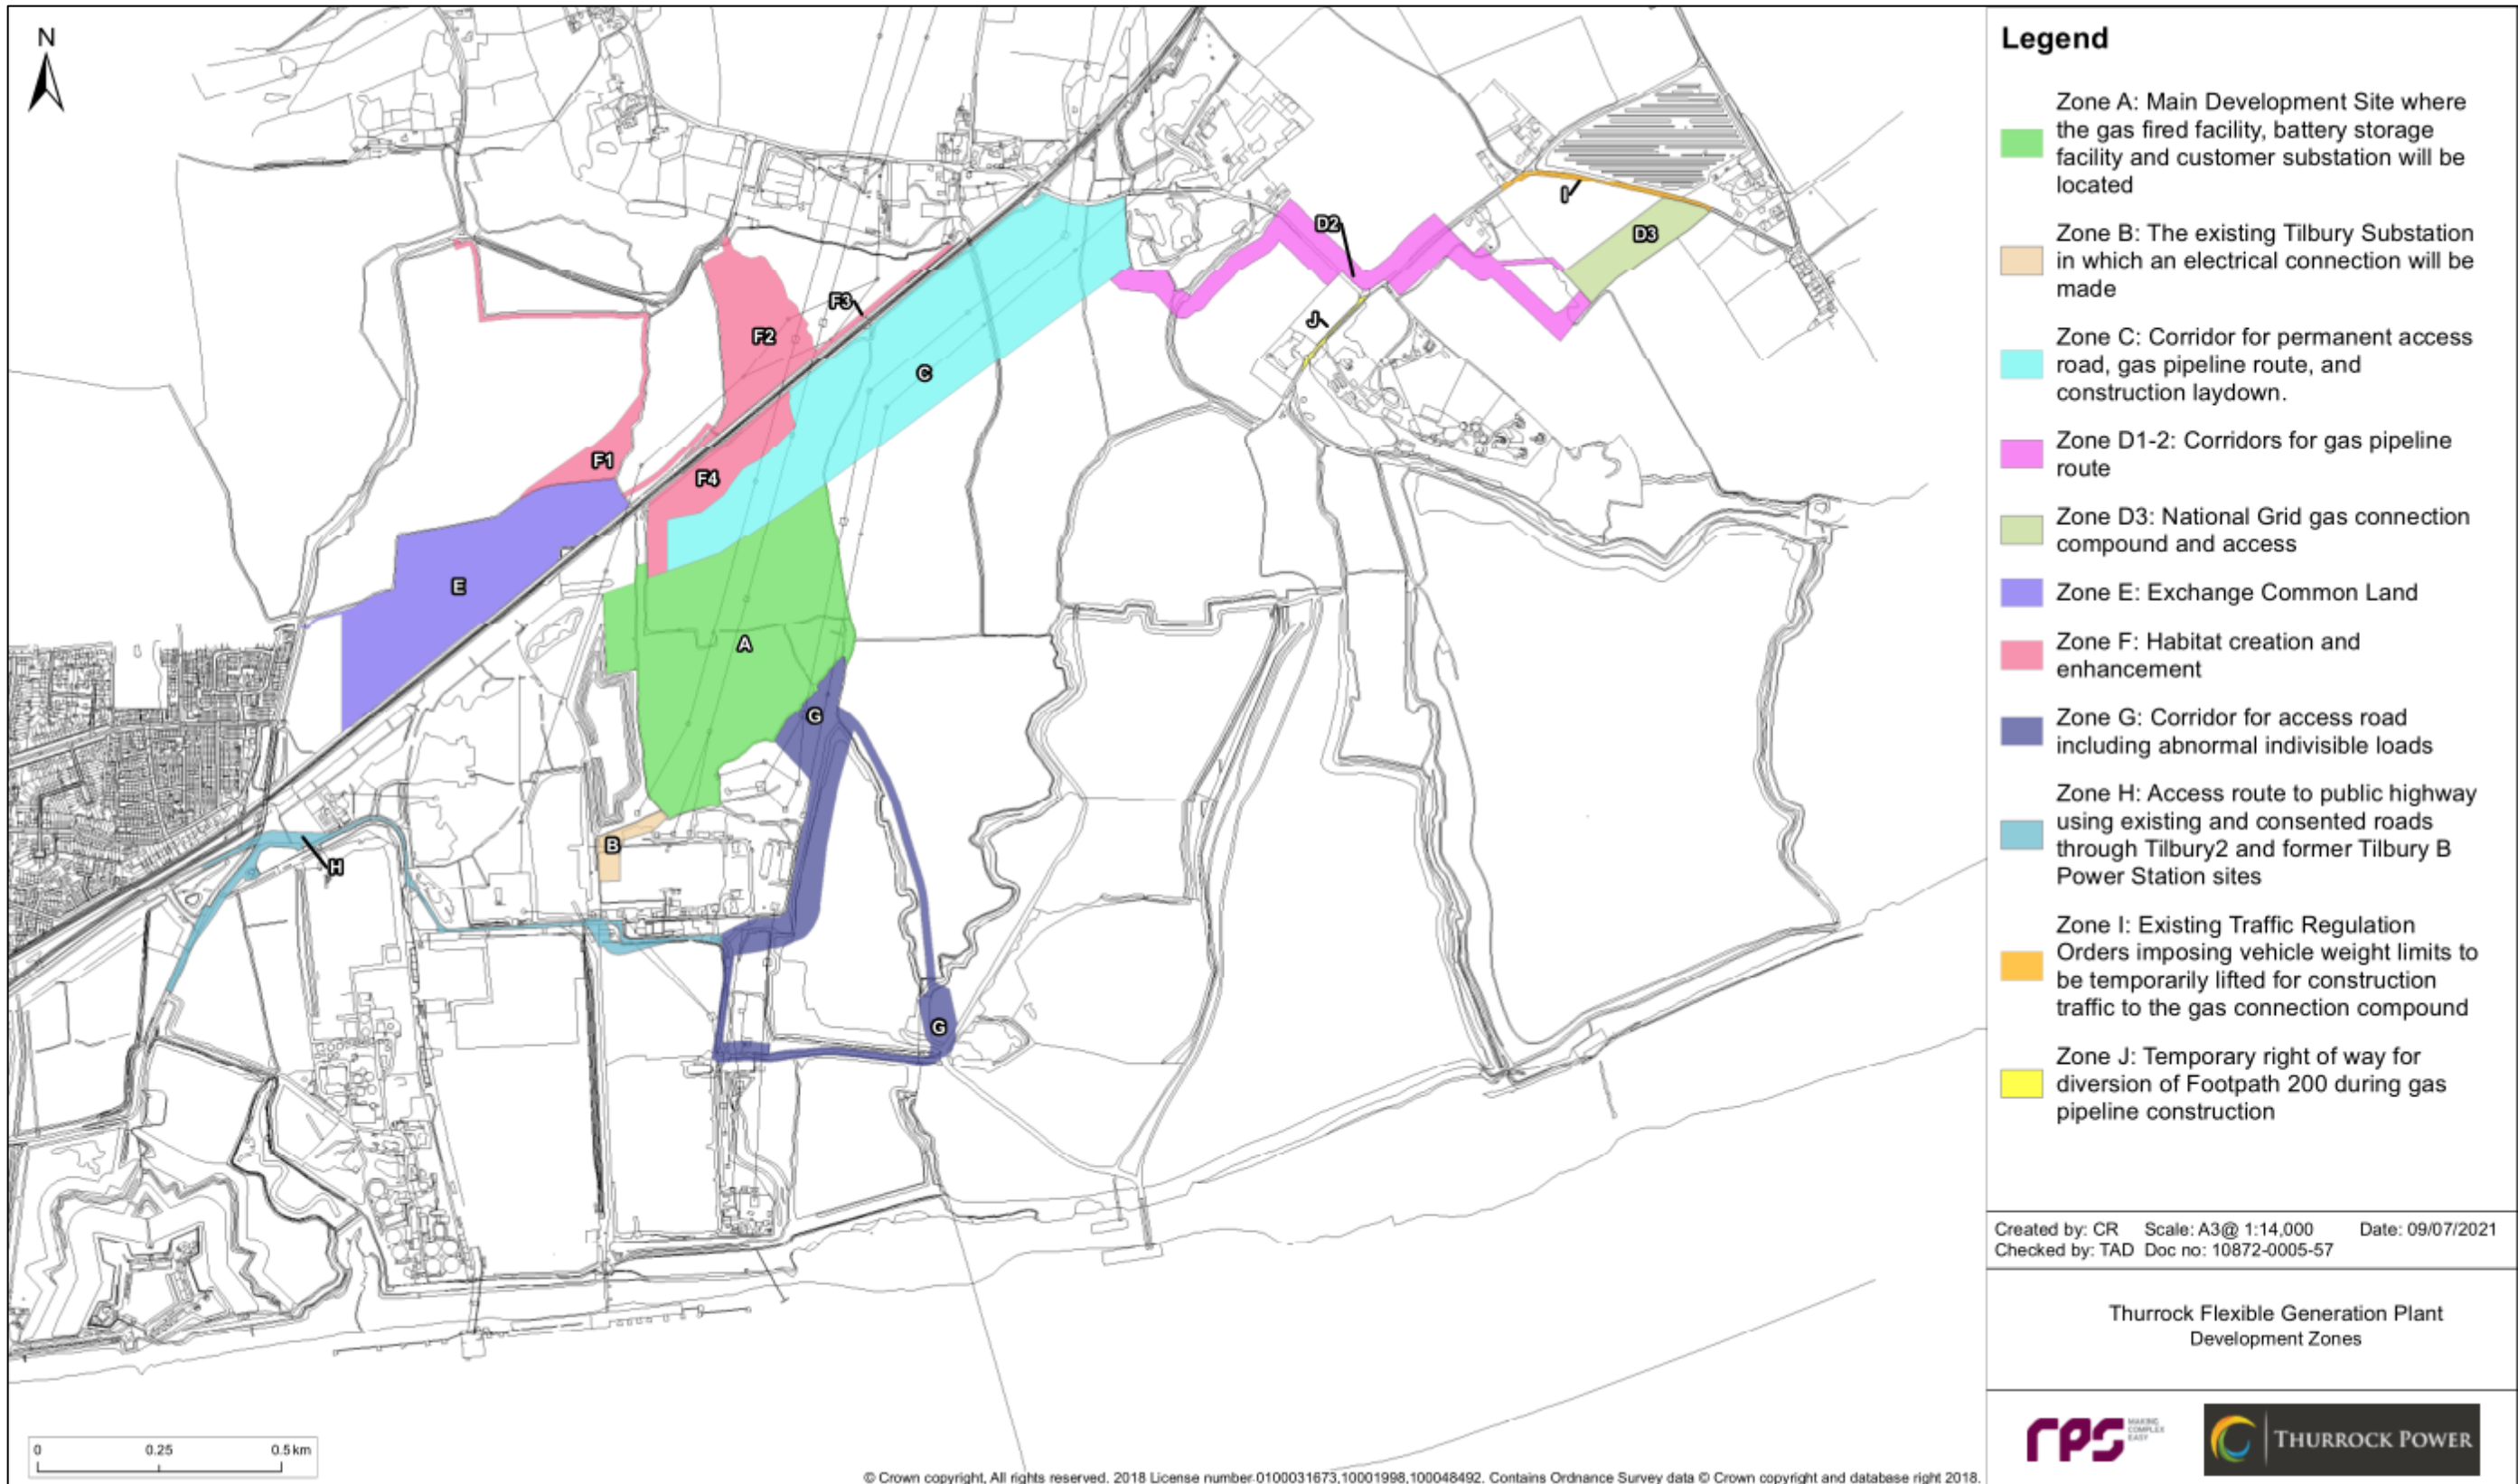 N
D2
I
D3
F3
F2
J
C
F1
F4
E
A
G
B
H
G
0 0.25 0.5 km
© Crown copyright, All rights reserved. 2018 License number 0100031673,10001998,100048492. Contains Ordnance Survey data © Crown copyright and database right 2018.
Legend
Zone A: Main Development Site where
the gas fired facility, battery storage
facility and customer substation will be
located
Zone B: The existing Tilbury Substation
in which an electrical connection will be
made
Zone C: Corridor for permanent access
road, gas pipeline route, and
construction laydown.
Zone D1-2: Corridors for gas pipeline
route
Zone D3: National Grid gas connection
compound and access
Zone E: Exchange Common Land
Zone F: Habitat creation and
enhancement
Zone G: Corridor for access road
including abnormal indivisible loads
Zone H: Access route to public highway
using existing and consented roads
through Tilbury2 and former Tilbury B
Power Station sites
Zone I: Existing Traffic Regulation
Orders imposing vehicle weight limits to
be temporarily lifted for construction
traffic to the gas connection compound
Zone J: Temporary right of way for
diversion of Footpath 200 during gas
pipeline construction
Created by: CR Scale: A3@ 1:14,000 Date: 09/07/2021
Checked by: TAD Doc no: 10872-0005-57
Thurrock Flexible Generation Plant
Development Zones
rps
MAKING
COMPLEX
EASY
THURROCK POWER